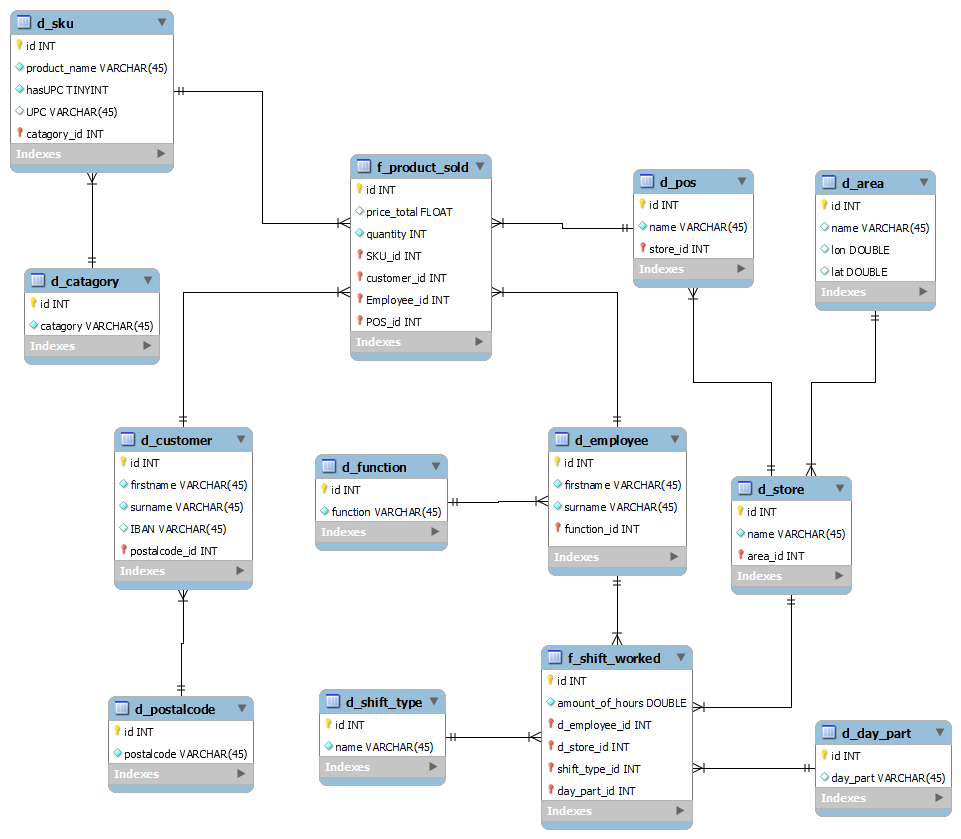 d_sku
id INT
product_name VARCHAR(45)
hasUPC TINYINT
UPC VARCHAR(45)
catagory_id INT
Indexes
d_catagory
id INT
catagory VARCHAR(45)
Indexes
f_product_sold
id INT
price_total FLOAT
quantity INT
SKU_id INT
customer_id INT
Employee_id INT
POS_id INT
Indexes
d_pos
id INT
name VARCHAR(45)
store_id INT
Indexes
d_area
id INT
name VARCHAR(45)
lon DOUBLE
lat DOUBLE
Indexes
d_customer
id INT
firstname VARCHAR(45)
surname VARCHAR(45)
IBAN VARCHAR(45)
postalcode_id INT
Indexes
d_function
id INT
function VARCHAR(45)
Indexes
d_employee
id INT
firstname VARCHAR(45)
surname VARCHAR(45)
function_id INT
Indexes
d_store
id INT
name VARCHAR(45)
area_id INT
Indexes
d_postalcode
id INT
postalcode VARCHAR(45)
Indexes
d_shift_type
id INT
name VARCHAR(45)
Indexes
f_shift_worked
id INT
amount_of_hours DOUBLE
d_employee_id INT
d_store_id INT
shift_type_id INT
day_part_id INT
Indexes
d_day_part
id INT
day_part VARCHAR(45)
Indexes